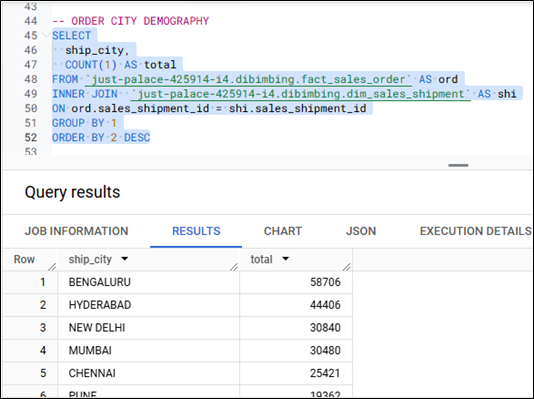 43
44 -- ORDER CITY DEMOGRAPHY
45 SELECT
46 ship_city,
47 COUNT(1) AS total
48 FROM `just-palace-425914-i4.dibimbing.fact_sales_order` AS ord
49 INNER JOIN `just-palace-425914-i4.dibimbing.dim_sales_shipment` AS shi
50 ON ord.sales_shipment_id = shi.sales_shipment_id
51 GROUP BY 1
52 ORDER BY 2 DESC
53
Query results
JOB INFORMATION RESULTS CHART JSON EXECUTION DETAILS
Row ship_city total
1 BENGALURU 58706
2 HYDERABAD 44406
3 NEW DELHI 30840
4 MUMBAI 30480
5 CHENNAI 25421
6 PUNE 19362